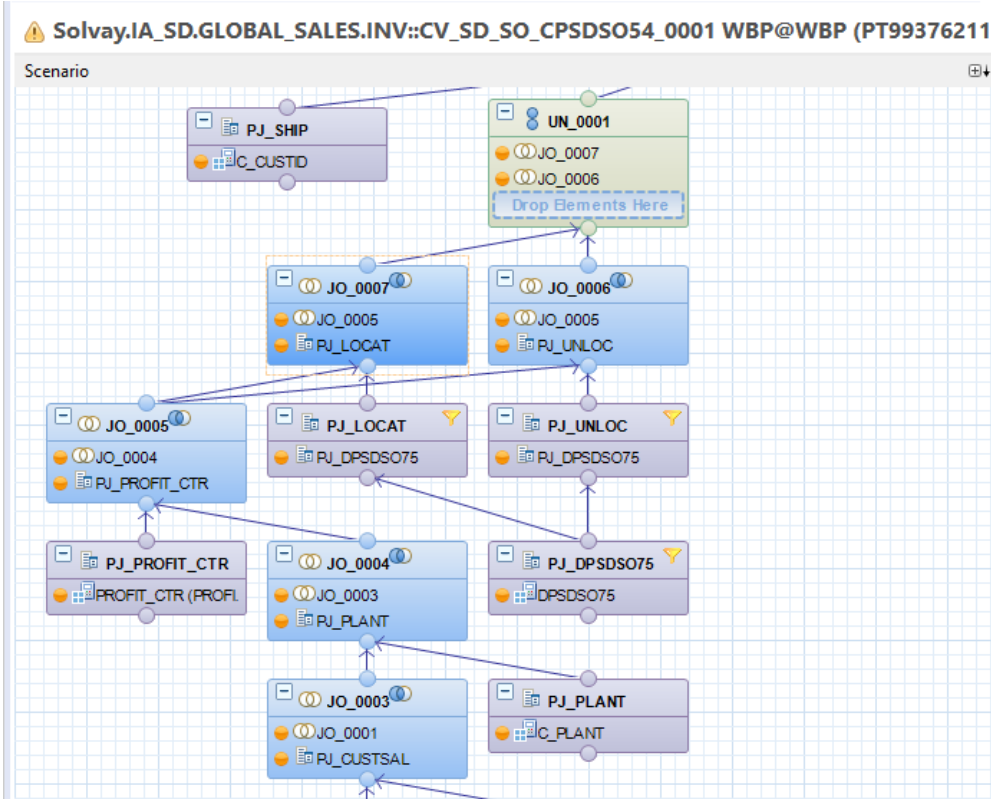 Solvay.IA_SD.GLOBAL_SALES.INV::CV_SD_SO_CPSDSO54_0001 WBP@WBP (PT99376211
Scenario
PJ_SHIP
C_CUSTID
UN_0001
JO_0007
JO_0006
Drop Elements Here
JO_0007
JO_0005
PJ_LOCAT
JO_0006
JO_0005
PJ_UNLOC
JO_0005
JO_0004
PJ_PROFIT_CTR
PJ_LOCAT
PJ_DPSDSO75
PJ_UNLOC
PJ_DPSDSO75
PJ_PROFIT_CTR
PROFIT_CTR (PROFI.
JO_0004
JO_0003
PJ_PLANT
PJ_DPSDSO75
DPSDSO75
JO_0003
JO_0001
PJ_CUSTSAL
PJ_PLANT
C_PLANT